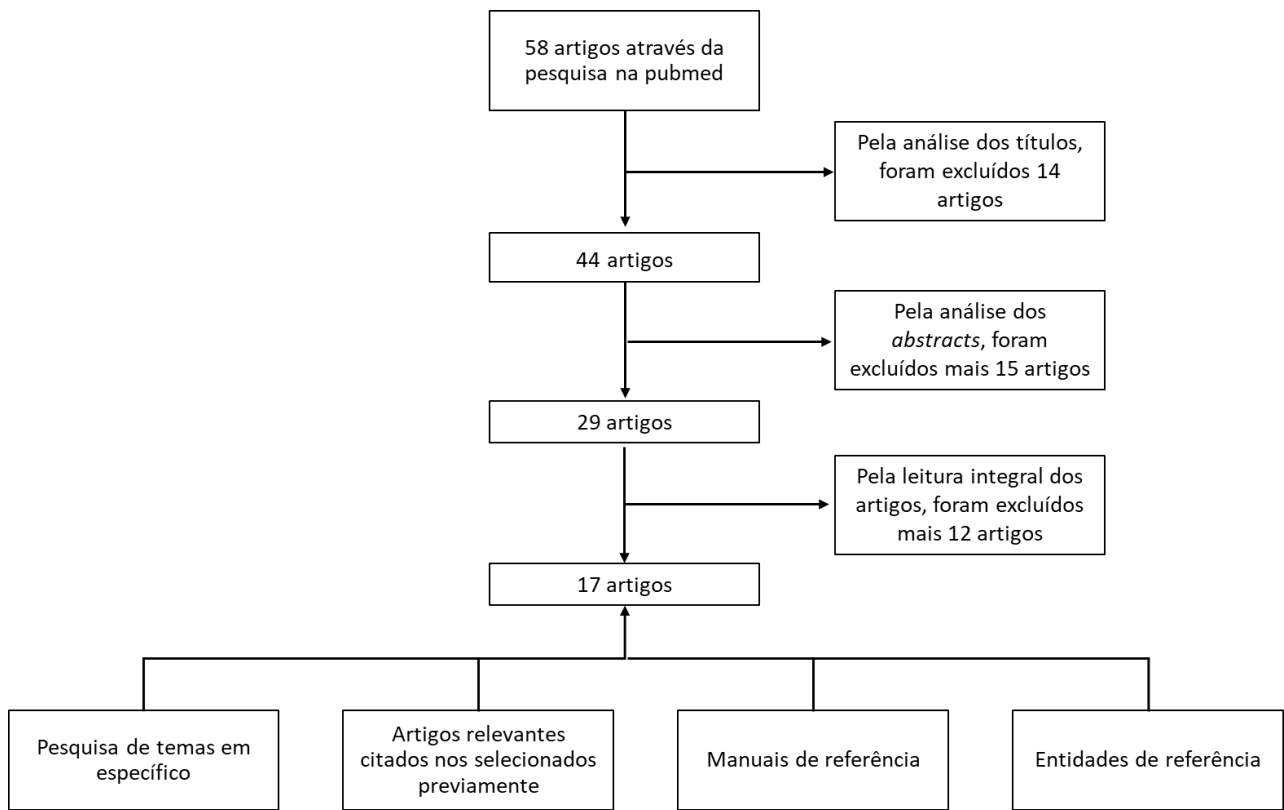 58 artigos através da
pesquisa na pubmed
Pela análise dos títulos,
foram excluídos 14
artigos
44 artigos
Pela análise dos
abstracts, foram
excluídos mais 15 artigos
29 artigos
Pela leitura integral dos
artigos, foram excluídos
mais 12 artigos
17 artigos
Pesquisa de temas em
específico
Artigos relevantes
citados nos selecionados
previamente
Manuais de referência
Entidades de referência